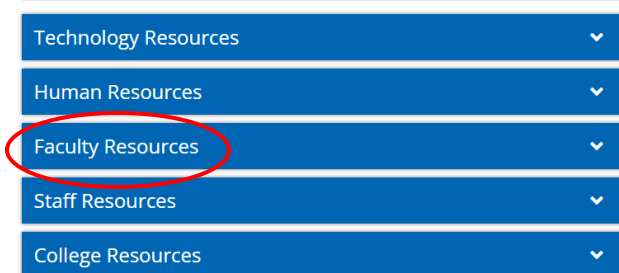 Technology Resources
Human Resources
Faculty Resources
Staff Resources
College Resources